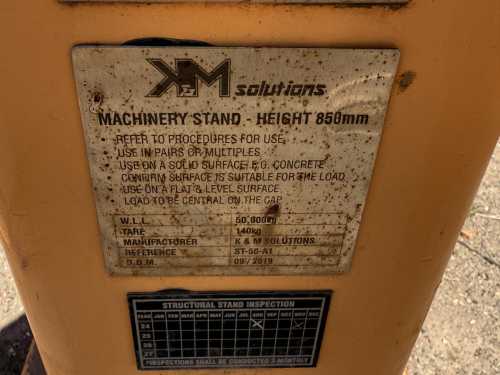 K&M solutions
MACHINERY STAND - HEIGHT 850mm
REFER TO PROCEDURES FOR USE
USE IN PAIRS OR MULTIPLES
USE ON A SOLID SURFACE E.G. CONCRETE
CONFIRM SURFACE IS SUITABLE FOR THE LOAD
USE ON A FLAT & LEVEL SURFACE
LOAD TO BE CENTRAL ON THE CAP
W.L.L. 50,000kg
TARE 140kg
MANUFACTURER K & M SOLUTIONS
REFERENCE ST-50-A1
D.O.M. 09/2019
STRUCTURAL STAND INSPECTION
YEAR JAN FEB MAR APR MAY JUN JUL AUG SEP OCT NOV DEC
24
25
26
27
INSPECTIONS SHALL BE CONDUCTED 3-MONTHLY